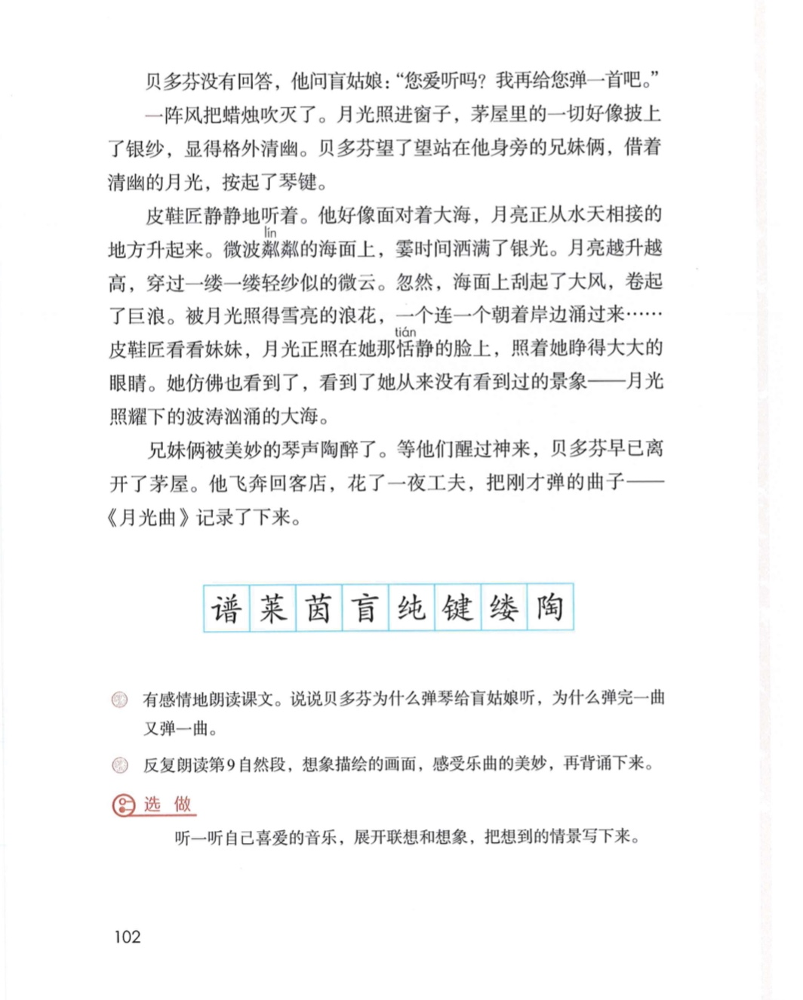 贝多芬没有回答，他问盲姑娘：“您爱听吗？我再给您弹一首吧。”
一阵风把蜡烛吹灭了。月光照进窗子，茅屋里的一切好像披上
了银纱，显得格外清幽。贝多芬望了望站在他身旁的兄妹俩，借着
清幽的月光，按起了琴键。
皮鞋匠静静地听着。他好像面对着大海，月亮正从水天相接的
lín
地方升起来。微波粼粼的海面上，霎时间洒满了银光。月亮越升越
高，穿过一缕一缕轻纱似的微云。忽然，海面上刮起了大风，卷起
了巨浪。被月光照得雪亮的浪花，一个连一个朝着岸边涌过来……
tián
皮鞋匠看看妹妹，月光正照在她那恬静的脸上，照着她睁得大大的
眼睛。她仿佛也看到了，看到了她从来没有看到过的景象——月光
照耀下的波涛汹涌的大海。
兄妹俩被美妙的琴声陶醉了。等他们醒过神来，贝多芬早已离
开了茅屋。他飞奔回客店，花了一夜工夫，把刚才弹的曲子——
《月光曲》记录了下来。
谱莱茵盲纯键缕陶
有感情地朗读课文。说说贝多芬为什么弹琴给盲姑娘听，为什么弹完一曲
又弹一曲。
反复朗读第9自然段，想象描绘的画面，感受乐曲的美妙，再背诵下来。
选做
听一听自己喜爱的音乐，展开联想和想象，把想到的情景写下来。
102